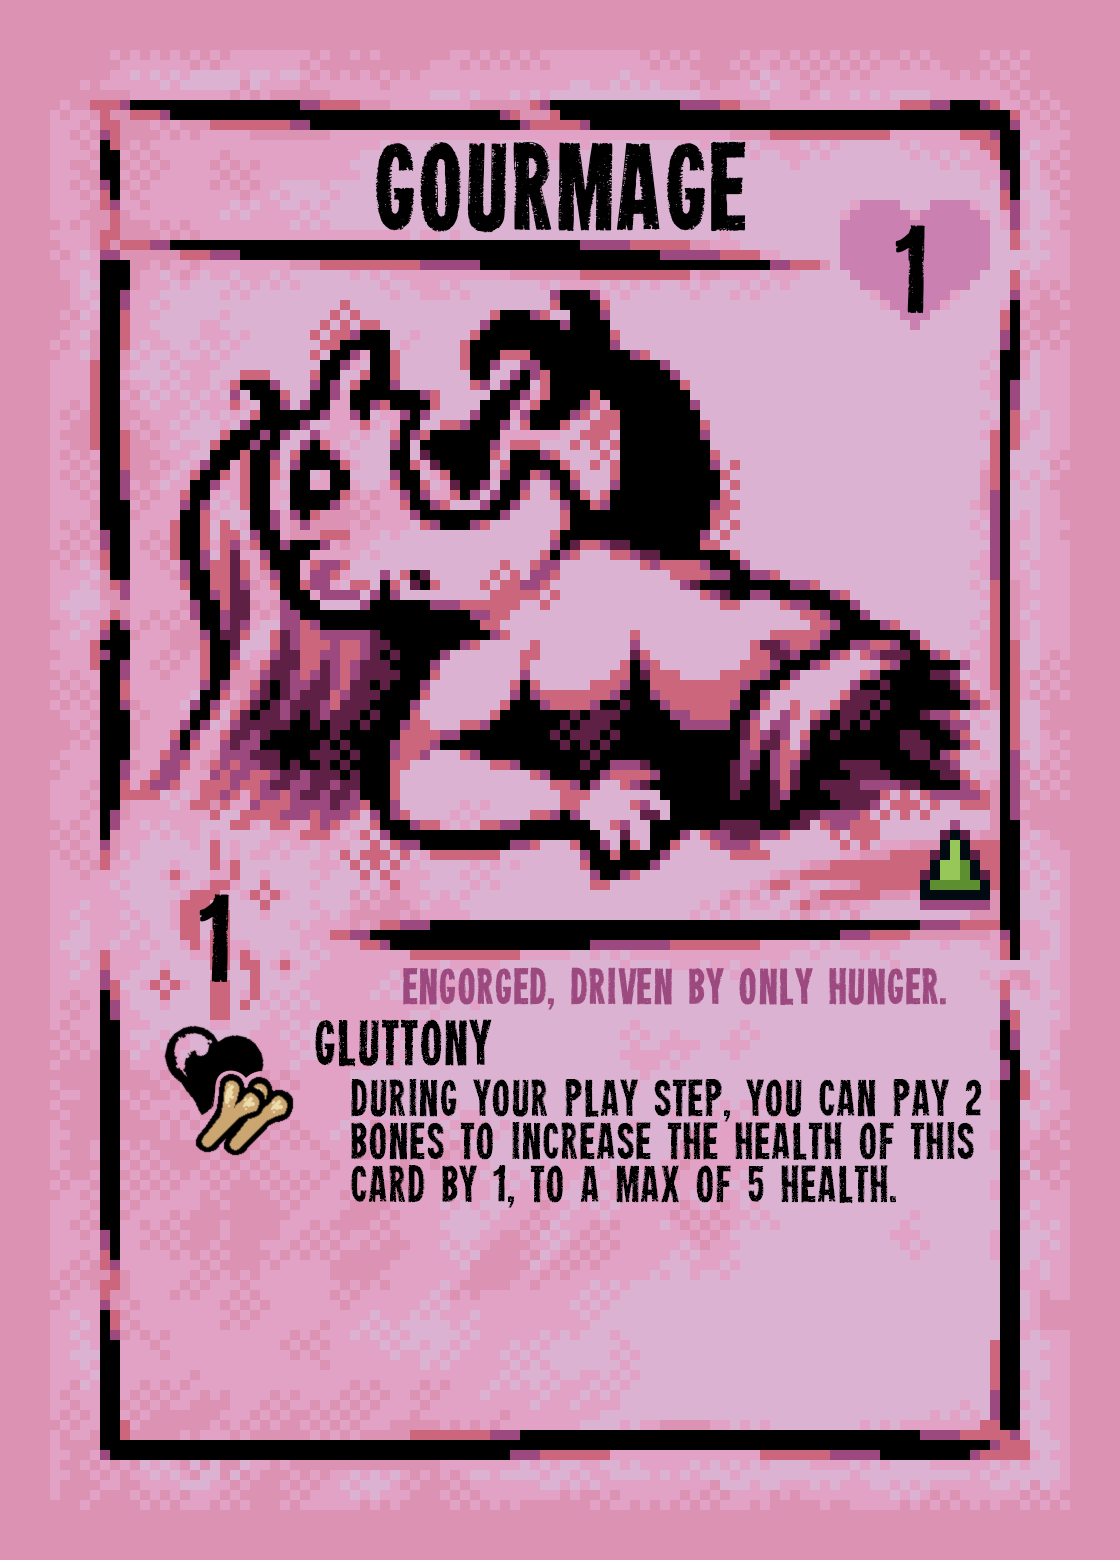 GOURMAGE
1
1
ENGORGED, DRIVEN BY ONLY HUNGER.
GLUTTONY
DURING YOUR PLAY STEP, YOU CAN PAY 2
BONES TO INCREASE THE HEALTH OF THIS
CARD BY 1, TO A MAX OF 5 HEALTH.